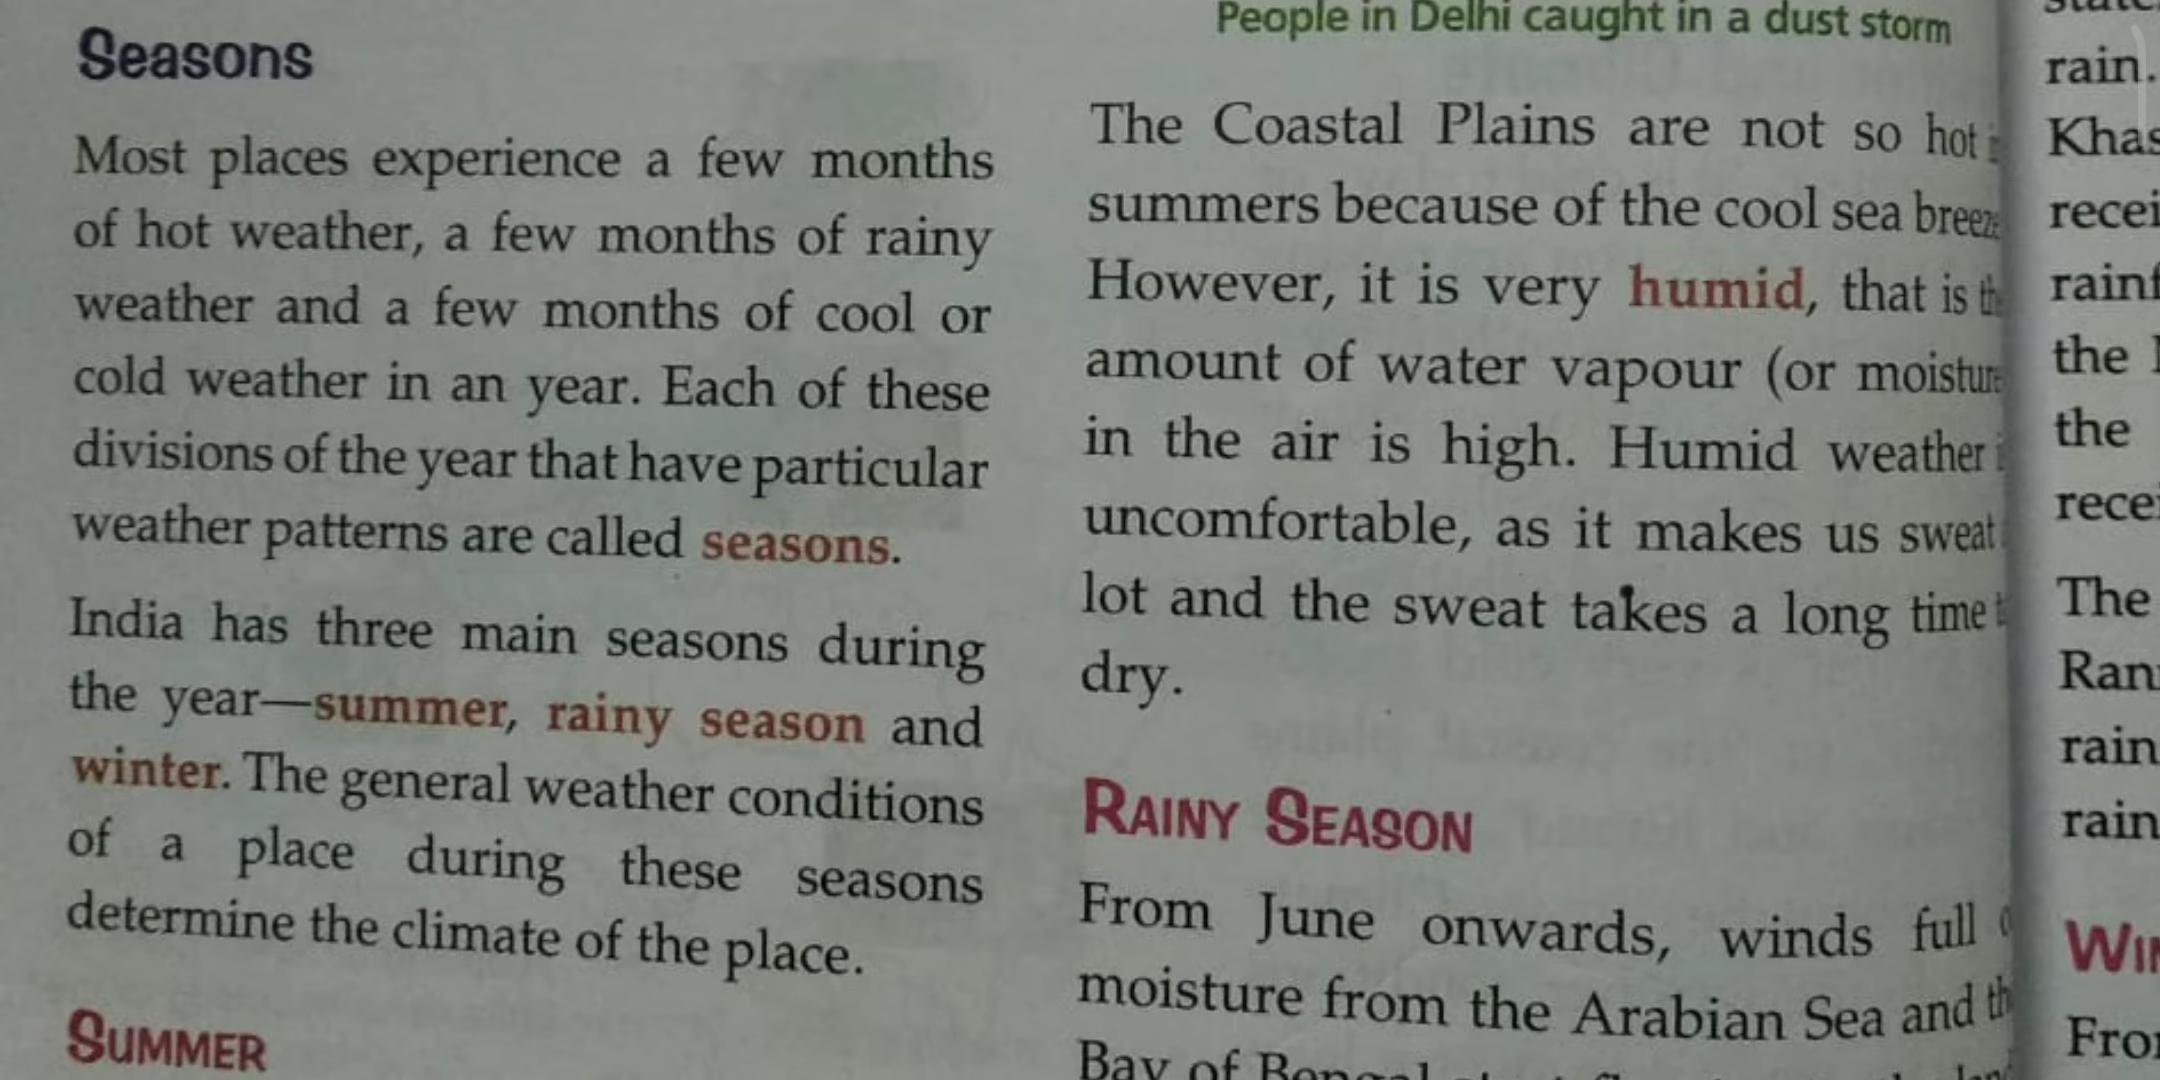 Seasons
Most places experience a few months
of hot weather, a few months of rainy
weather and a few months of cool or
cold weather in an year. Each of these
divisions of the year that have particular
weather patterns are called seasons.
India has three main seasons during
the year—summer, rainy season and
winter. The general weather conditions
of a place during these seasons
determine the climate of the place.
SUMMER
People in Delhi caught in a dust storm
The Coastal Plains are not so hot
summers because of the cool sea
However, it is very humid, that is
amount of water vapour (or
in the air is high. Humid weather
uncomfortable, as it makes us sweat
lot and the sweat takes a long time
dry.
RAINY SEASON
From June onwards, winds full
moisture from the Arabian Sea and
Bay of
rain.
the
the
The
rain
rain